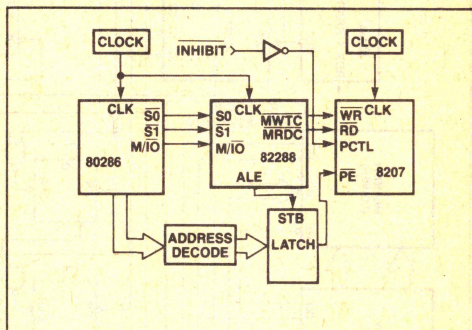 CLOCK
INHIBIT
CLOCK
CLK
S0
S1
M/IO
80286
CLK
S0
S1
M/IO
MWTC
MRDC
82288
ALE
CLK
WR
RD
PCTL
8207
PE
ADDRESS
DECODE
STB
LATCH